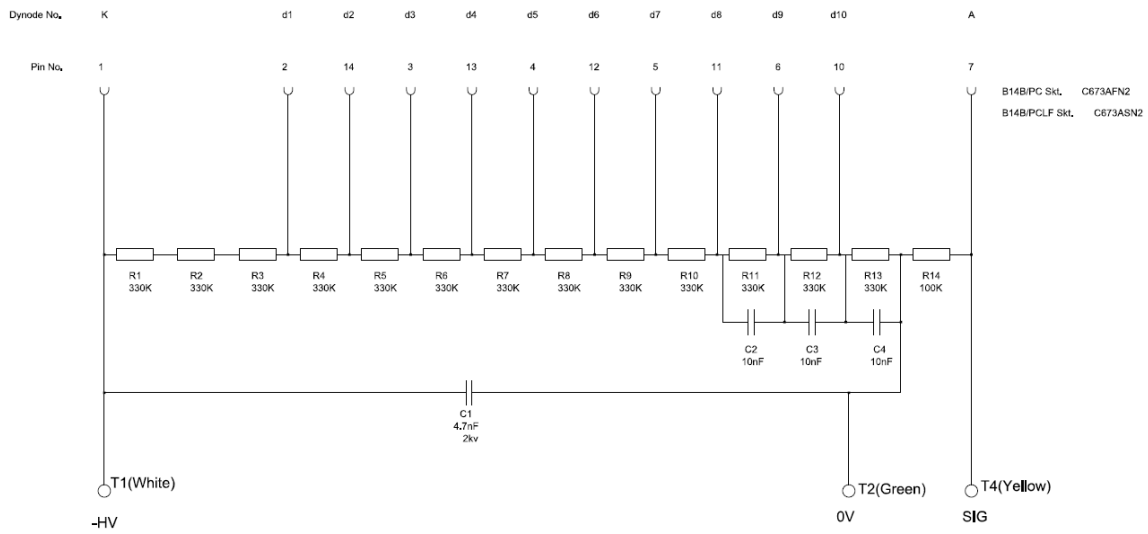 Dynode No. K d1 d2 d3 d4 d5 d6 d7 d8 d9 d10 A
Pin No. 1 2 14 3 13 4 12 5 11 6 10 7
B14B/PC Skt. C673AFN2
B14B/PCLF Skt. C673ASN2
R1 R2 R3 R4 R5 R6 R7 R8 R9 R10 R11 R12 R13 R14
330K 330K 330K 330K 330K 330K 330K 330K 330K 330K 330K 330K 330K 100K
C2 C3 C4
10nF 10nF 10nF
C1
4.7nF
2kv
T1(White) T2(Green) T4(Yellow)
-HV 0V SIG